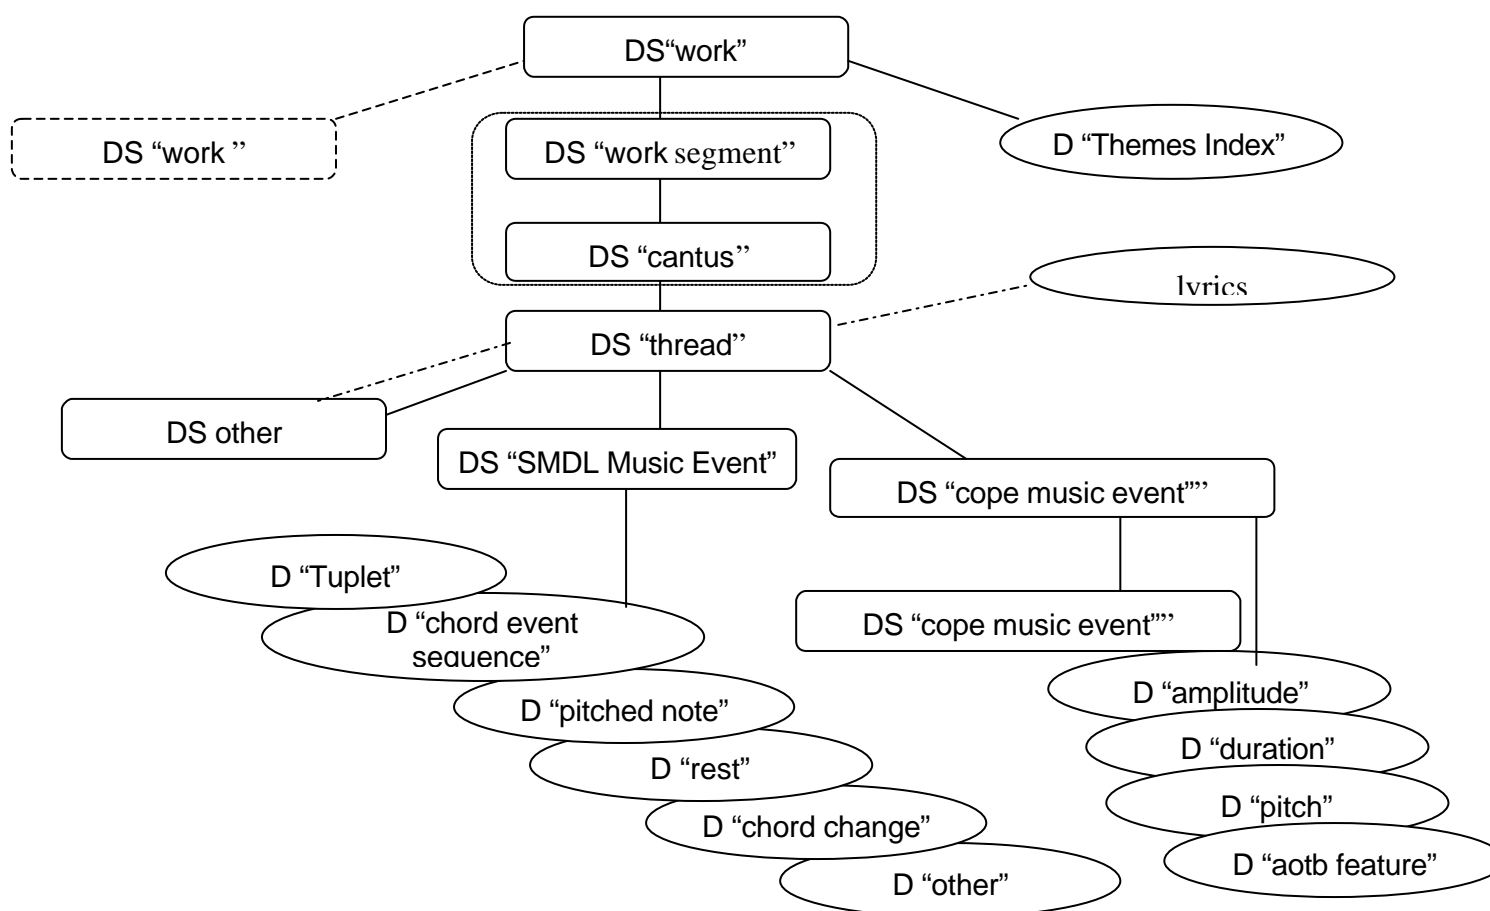 DS“work”
DS “work ”
DS “work segment”
D “Themes Index”
DS “cantus”
lyrics
DS “thread”
DS other
DS “SMDL Music Event”
DS “cope music event””
D “Tuplet”
D “chord event
sequence”
DS “cope music event””
D “pitched note”
D “amplitude”
D “rest”
D “duration”
D “chord change”
D “pitch”
D “other”
D “aotb feature”